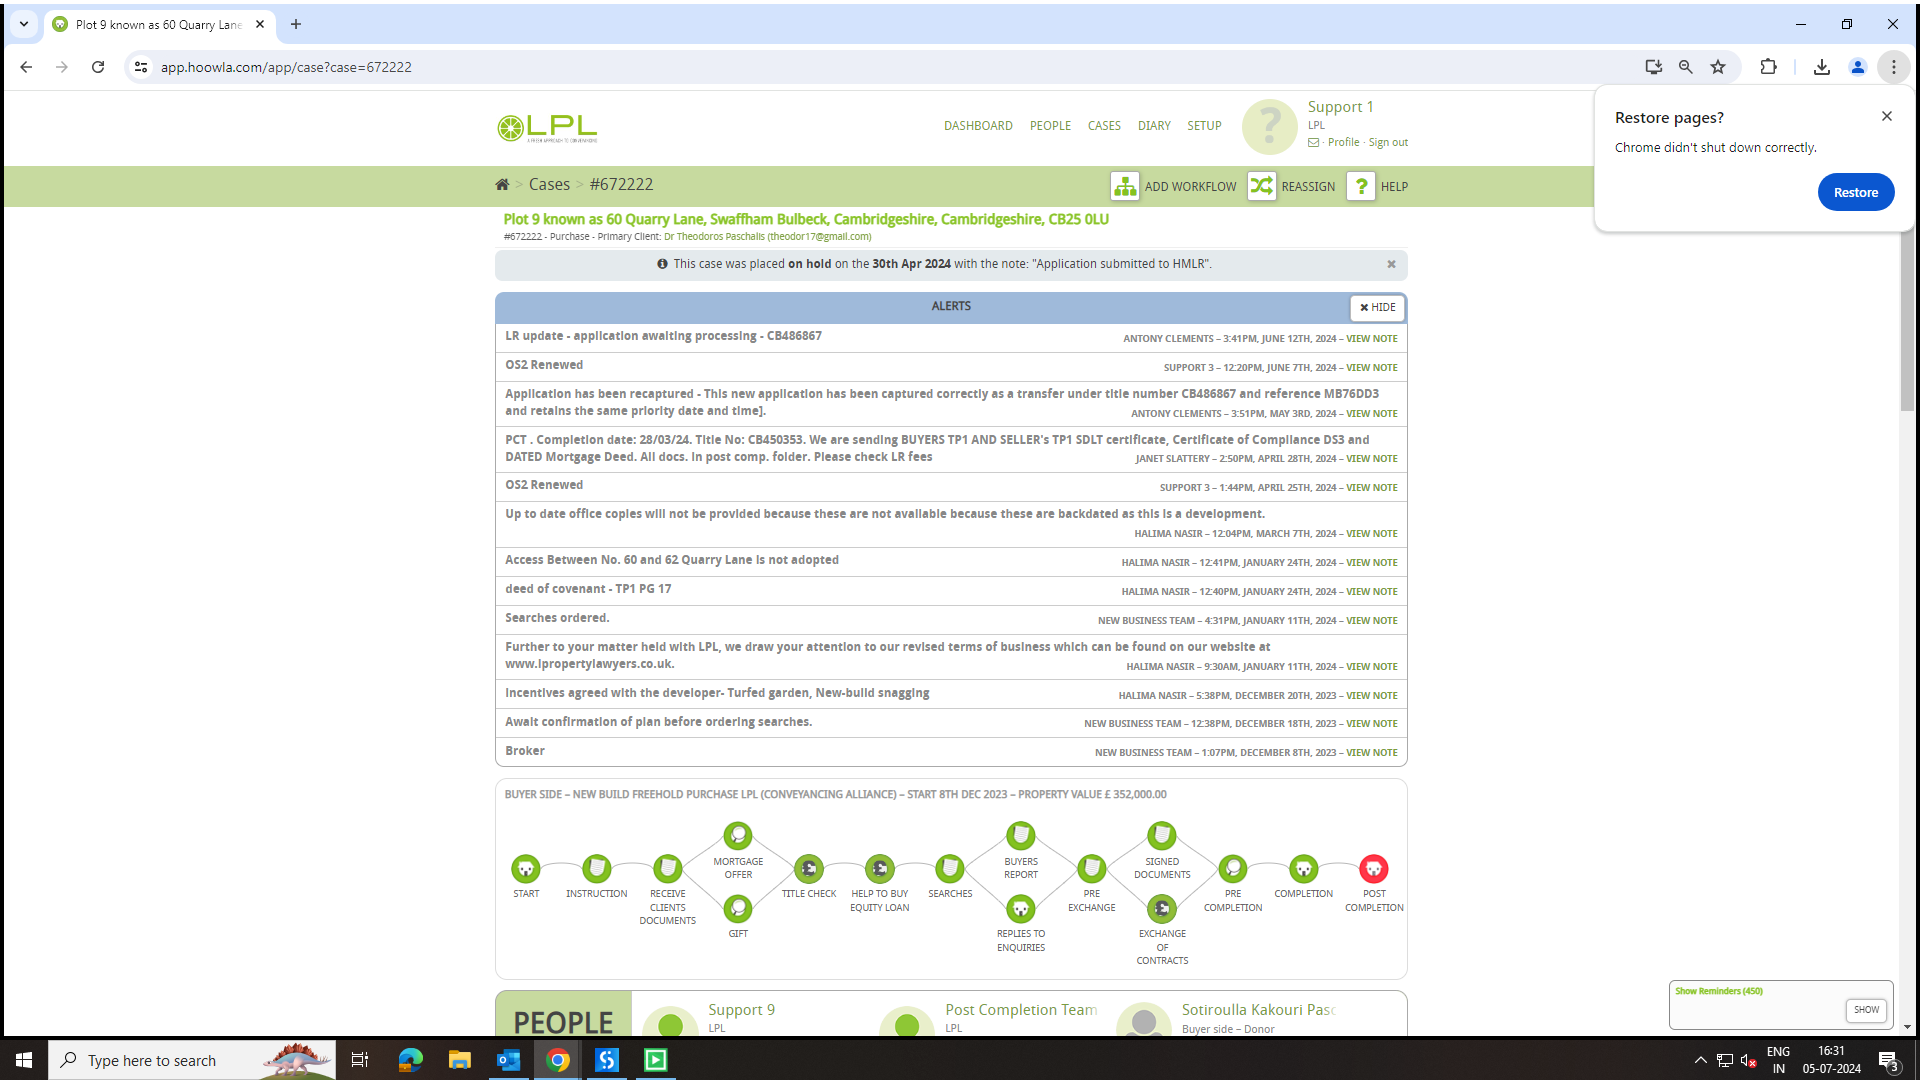 Plot 9 known as 60 Quarry Lane
app.hoowla.com/app/case?case=672222
Restore pages?
Chrome didn't shut down correctly.
Restore
LPL
A FRESH APPROACH TO CONVEYANCING
DASHBOARD PEOPLE CASES DIARY SETUP
?
Support 1
LPL
· Profile · Sign out
> Cases > #672222
ADD WORKFLOW REASSIGN ? HELP
Plot 9 known as 60 Quarry Lane, Swaffham Bulbeck, Cambridgeshire, Cambridgeshire, CB25 0LU
#672222 - Purchase - Primary Client: Dr Theodoros Paschalis (theodor17@gmail.com)
This case was placed on hold on the 30th Apr 2024 with the note: "Application submitted to HMLR".
ALERTS
HIDE
LR update - application awaiting processing - CB486867
ANTONY CLEMENTS – 3:41PM, JUNE 12TH, 2024 – VIEW NOTE
OS2 Renewed
SUPPORT 3 – 12:20PM, JUNE 7TH, 2024 – VIEW NOTE
Application has been recaptured - This new application has been captured correctly as a transfer under title number CB486867 and reference MB76DD3
and retains the same priority date and time].
ANTONY CLEMENTS – 3:51PM, MAY 3RD, 2024 – VIEW NOTE
PCT . Completion date: 28/03/24. Title No: CB450353. We are sending BUYERS TP1 AND SELLER's TP1 SDLT certificate, Certificate of Compliance DS3 and
DATED Mortgage Deed. All docs. in post comp. folder. Please check LR fees
JANET SLATTERY – 2:50PM, APRIL 28TH, 2024 – VIEW NOTE
OS2 Renewed
SUPPORT 3 – 1:44PM, APRIL 25TH, 2024 – VIEW NOTE
Up to date office copies will not be provided because these are not available because these are backdated as this is a development.
HALIMA NASIR – 12:04PM, MARCH 7TH, 2024 – VIEW NOTE
Access Between No. 60 and 62 Quarry Lane is not adopted
HALIMA NASIR – 12:41PM, JANUARY 24TH, 2024 – VIEW NOTE
deed of covenant - TP1 PG 17
HALIMA NASIR – 12:40PM, JANUARY 24TH, 2024 – VIEW NOTE
Searches ordered.
NEW BUSINESS TEAM – 4:31PM, JANUARY 11TH, 2024 – VIEW NOTE
Further to your matter held with LPL, we draw your attention to our revised terms of business which can be found on our website at
www.lpropertylawyers.co.uk.
HALIMA NASIR – 9:30AM, JANUARY 11TH, 2024 – VIEW NOTE
Incentives agreed with the developer- Turfed garden, New-build snagging
HALIMA NASIR – 5:38PM, DECEMBER 20TH, 2023 – VIEW NOTE
Await confirmation of plan before ordering searches.
NEW BUSINESS TEAM – 12:38PM, DECEMBER 18TH, 2023 – VIEW NOTE
Broker
NEW BUSINESS TEAM – 1:07PM, DECEMBER 8TH, 2023 – VIEW NOTE
BUYER SIDE – NEW BUILD FREEHOLD PURCHASE LPL (CONVEYANCING ALLIANCE) – START 8TH DEC 2023 – PROPERTY VALUE £ 352,000.00
START
INSTRUCTION
RECEIVE
CLIENTS
DOCUMENTS
MORTGAGE
OFFER
GIFT
TITLE CHECK
HELP TO BUY
EQUITY LOAN
SEARCHES
BUYERS
REPORT
REPLIES TO
ENQUIRIES
PRE
EXCHANGE
SIGNED
DOCUMENTS
EXCHANGE
OF
CONTRACTS
PRE
COMPLETION
COMPLETION
POST
COMPLETION
PEOPLE
Support 9
LPL
Post Completion Team
LPL
Sotiroulla Kakouri Pasc
Buyer side – Donor
Show Reminders (450)
SHOW
Type here to search
ENG
IN
16:31
05-07-2024
3